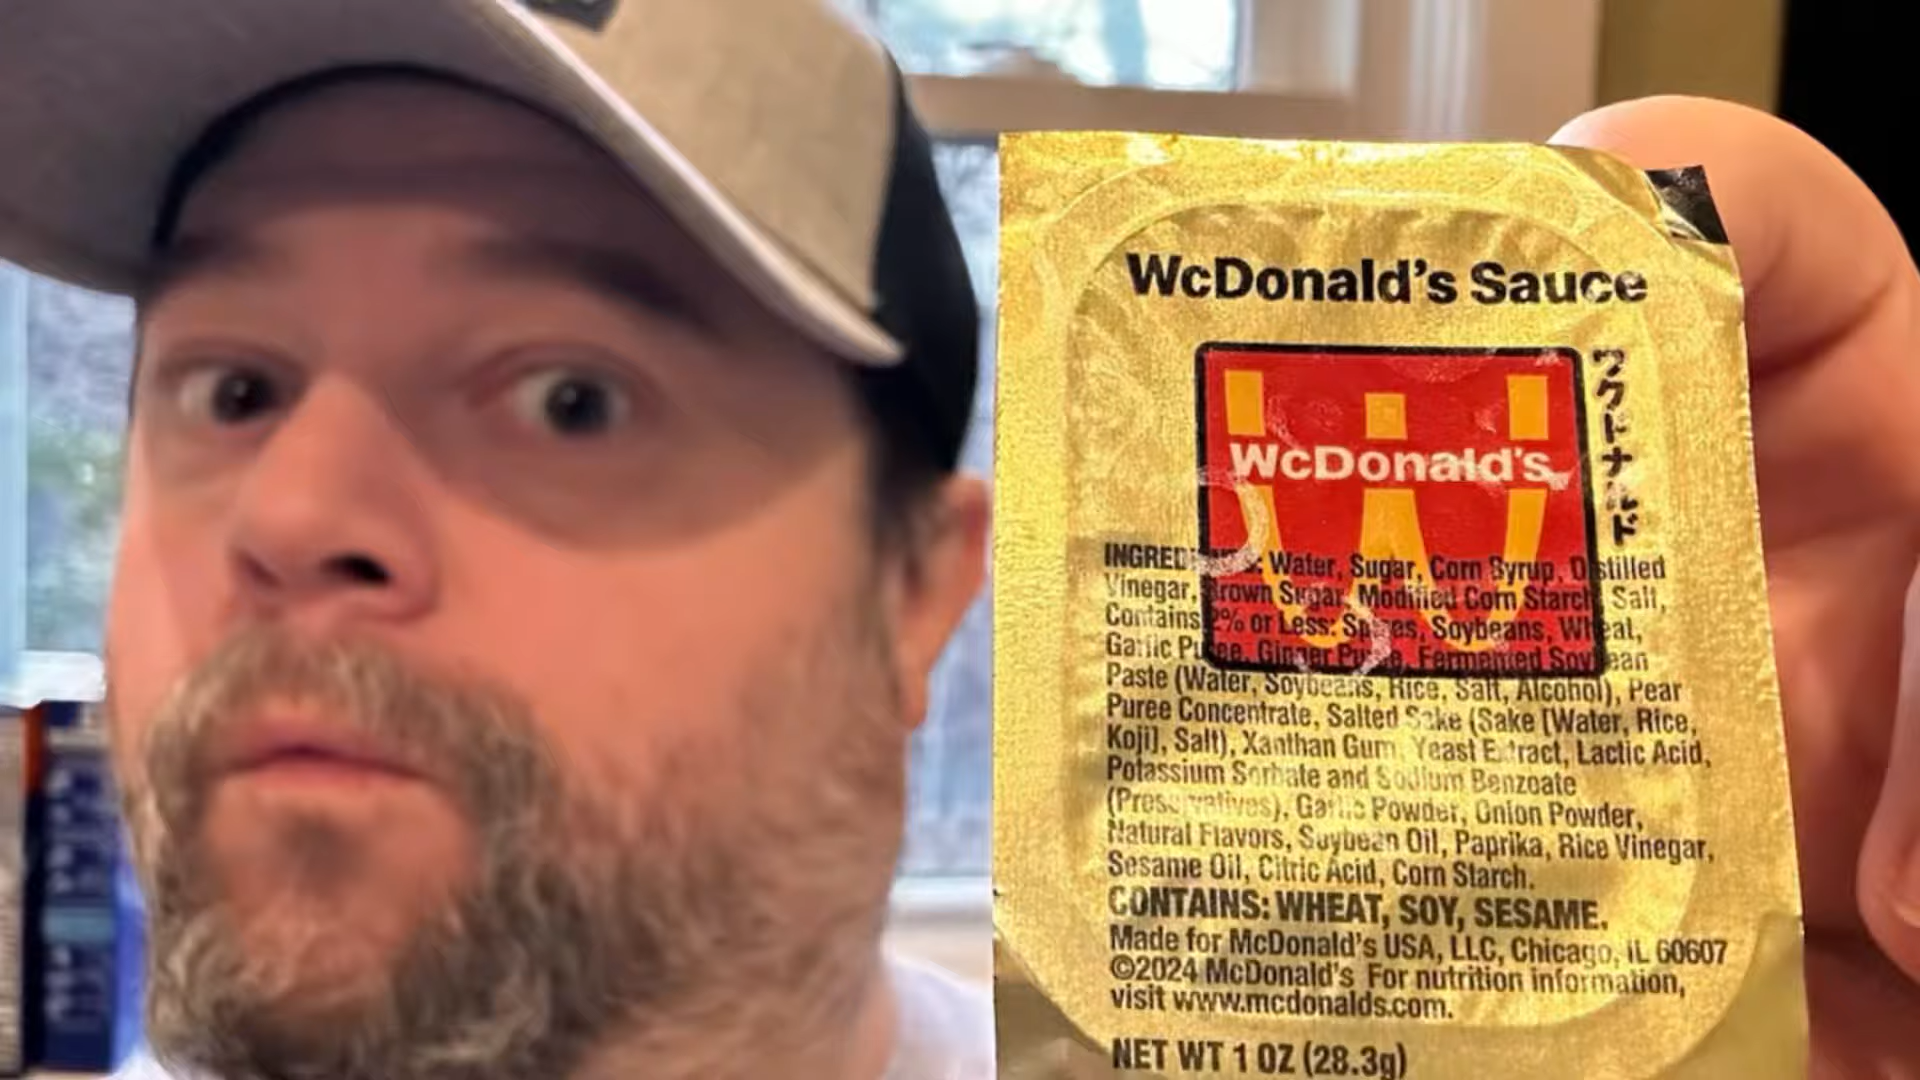 WcDonald's Sauce
WcDonald's
ワクドナルド
INGREDIENTS: Water, Sugar, Corn Syrup, Distilled
Vinegar, Brown Sugar, Modified Corn Starch, Salt,
Contains 2% or Less: Spices, Soybeans, Wheat,
Garlic Puree, Ginger Puree, Fermented Soybean
Paste (Water, Soybeans, Rice, Salt, Alcohol), Pear
Puree Concentrate, Salted Sake (Sake [Water, Rice,
Koji], Salt), Xanthan Gum, Yeast Extract, Lactic Acid,
Potassium Sorbate and Sodium Benzoate
(Preservatives), Garlic Powder, Onion Powder,
Natural Flavors, Soybean Oil, Paprika, Rice Vinegar,
Sesame Oil, Citric Acid, Corn Starch.
CONTAINS: WHEAT, SOY, SESAME.
Made for McDonald's USA, LLC, Chicago, IL 60607
©2024 McDonald's For nutrition information,
visit www.mcdonalds.com.
NET WT 1 OZ (28.3g)